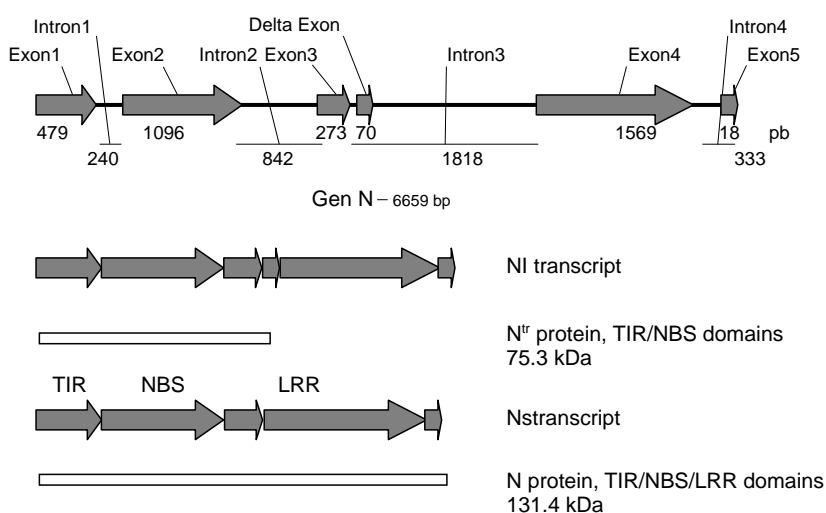 Intron1 Delta Exon Intron4
Exon1 Exon2 Intron2 Exon3 Intron3 Exon4 Exon5
479 1096 273 70 1569 18 pb
240 842 1818 333
Gen N – 6659 bp
NI transcript
Nᵗʳ protein, TIR/NBS domains
75.3 kDa
TIR NBS LRR
Nstranscript
N protein, TIR/NBS/LRR domains
131.4 kDa